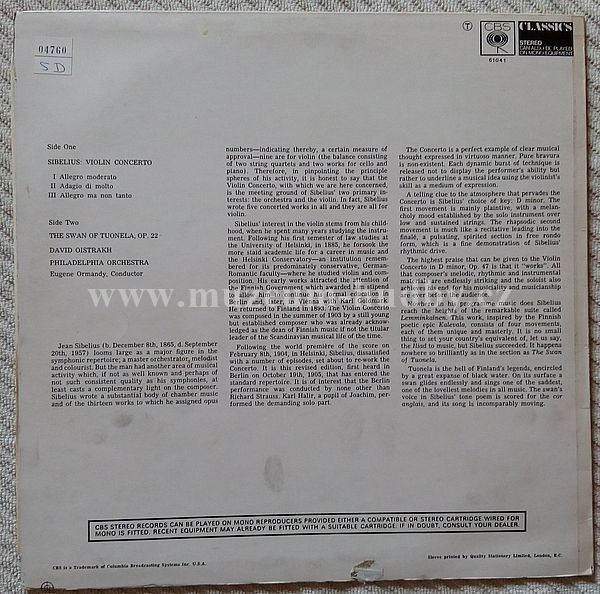 04760
SD
T
CBS
CLASSICS
STEREO
CAN ALSO BE PLAYED
ON MONO EQUIPMENT
61041
Side One
SIBELIUS: VIOLIN CONCERTO
I Allegro moderato
II Adagio di molto
III Allegro ma non tanto
Side Two
THE SWAN OF TUONELA, OP. 22
DAVID OISTRAKH
PHILADELPHIA ORCHESTRA
Eugene Ormandy, Conductor
Jean Sibelius (b. December 8th, 1865, d. September
20th, 1957) looms large as a major figure in the
symphonic repertoire; a master orchestrator, melodist
and colourist. But the man had another area of musical
activity which, if not as well known and perhaps of
not such consistent quality as his symphonies, at
least casts a complementary light on the composer.
Sibelius wrote a substantial body of chamber music
and of the thirteen works to which he assigned opus
numbers—indicating thereby, a certain measure of
approval—nine are for violin (the balance consisting
of two string quartets and two works for cello and
piano). Therefore, in pinpointing the principle
spheres of his activity, it is honest to say that the
Violin Concerto, with which we are here concerned,
is the meeting ground of Sibelius' two primary in-
terests: the orchestra and the violin. In fact, Sibelius
wrote five concerted works in all and they are all for
violin.
Sibelius' interest in the violin stems from his child-
hood, when he spent many years studying the instru-
ment. Following his first semester of law studies at
the University of Helsinki, in 1885, he forsook the
more staid academic life for a career in music and
the Helsinki Conservatory—an institution remem-
bered for its predominately conservative, German-
Romantic faculty—where he studied violin and compo-
sition. His early works attracted the attention of
the Finnish Government which awarded him a stipend
to continue his formal education in
Berlin and, later, in Vienna.
He returned to Finland in 1893. The Violin Concerto
was composed in the summer of 1903 by a still young
but established composer who was already acknow-
ledged as the dean of Finnish music if not the titular
leader of the Scandinavian musical life of the time.
Following the world première of the score on
February 8th, 1904, in Helsinki, Sibelius, dissatisfied
with a number of episodes, set about to re-work the
Concerto. It is this revised edition, first heard in
Berlin on October 19th, 1905, that has entered the
standard repertoire. It is of interest that the Berlin
performance was conducted by none other than
Richard Strauss. Karl Halir, a pupil of Joachim, per-
formed the demanding solo part.
The Concerto is a perfect example of clear musical
thought expressed in virtuoso manner. Pure bravura
is non-existent. Each dynamic burst of technique is
released not to display the performer's ability but
rather to underline a musical idea using the violinist's
skill as a medium of expression.
A telling clue to the atmosphere that pervades the
Concerto is Sibelius' choice of key: D minor. The
first movement is mainly plaintive, with a melan-
choly mood established by the solo instrument over
low and sustained strings. The rhapsodic second
movement is much like a recitative leading into the
finalé, a pulsating, spirited section in free rondo
form, which is a fine demonstration of Sibelius'
rhythmic drive.
The highest praise that can be given to the Violin
Concerto in D minor, Op. 47 is that it "works". All
that composer's melodic, rhythmic and instrumental
gifts are endlessly striking and the soloist also
achieves reward for his musicality and musicianship
audience.
Nowhere does Sibelius
reach the heights of the remarkable suite called
Lemminkainen. This work, inspired by the Finnish
poetic epic Kalevala, consists of four movements,
each of them unique and masterly. It is no small
thing to set your country's equivalent of, let us say,
the Iliad to music, but Sibelius succeeded. It happens
nowhere so brilliantly as in the section as The Swan
of Tuonela.
Tuonela is the hell of Finland's legends, encircled
by a great expanse of black water. On its surface a
swan glides endlessly and sings one of the saddest,
one of the loveliest melodies in all music. The swan's
voice in Sibelius' tone poem is scored for the cor
anglais, and its song is incomparably moving.
CBS STEREO RECORDS CAN BE PLAYED ON MONO REPRODUCERS PROVIDED EITHER A COMPATIBLE OR STEREO CARTRIDGE WIRED FOR
MONO IS FITTED. RECENT EQUIPMENT MAY ALREADY BE FITTED WITH A SUITABLE CARTRIDGE. IF IN DOUBT, CONSULT YOUR DEALER.
CBS is a Trademark of Columbia Broadcasting Systems Inc. U.S.A.
Sleeve printed by Quality Stationery Limited, London, E.C.